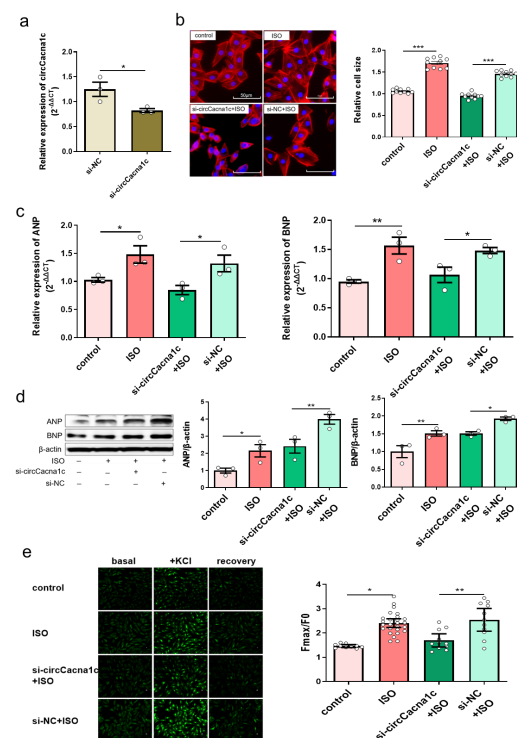 a
Relative expression of circCacna1c
(2-ΔΔCT)
2.0
1.5
1.0
0.5
0.0
*
si-NC
si-circCacna1c
b
control
ISO
50μm
si-circCacna1c+ISO
si-NC+ISO
Relative cell size
2.0
1.5
1.0
0.5
0.0
***
***
control
ISO
si-circCacna1c
+ISO
si-NC
+ISO
c
Relative expression of ANP
(2-ΔΔCT)
2.0
1.5
1.0
0.5
0.0
*
*
control
ISO
si-circCacna1c
+ISO
si-NC
+ISO
Relative expression of BNP
(2-ΔΔCT)
2.0
1.5
1.0
0.5
0.0
**
*
control
ISO
si-circCacna1c
+ISO
si-NC
+ISO
d
ANP
BNP
β-actin
ISO − + + +
si-circCacna1c − − + −
si-NC − − − +
ANP/β-actin
5
4
3
2
1
0
*
**
control
ISO
si-circCacna1c
+ISO
si-NC
+ISO
BNP/β-actin
2.5
2.0
1.5
1.0
0.5
0.0
**
*
control
ISO
si-circCacna1c
+ISO
si-NC
+ISO
e
basal +KCl recovery
control
ISO
si-circCacna1c
+ISO
si-NC+ISO
Fmax/F0
4
3
2
1
0
*
**
control
ISO
si-circCacna1c
+ISO
si-NC
+ISO